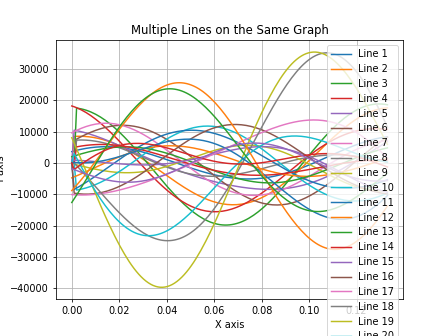 Multiple Lines on the Same Graph
30000
20000
10000
0
−10000
−20000
−30000
−40000
0.00
0.02
0.04
0.06
0.08
0.10
X axis
Line 1
Line 2
Line 3
Line 4
Line 5
Line 6
Line 7
Line 8
Line 9
Line 10
Line 11
Line 12
Line 13
Line 14
Line 15
Line 16
Line 17
Line 18
Line 19
Line 20